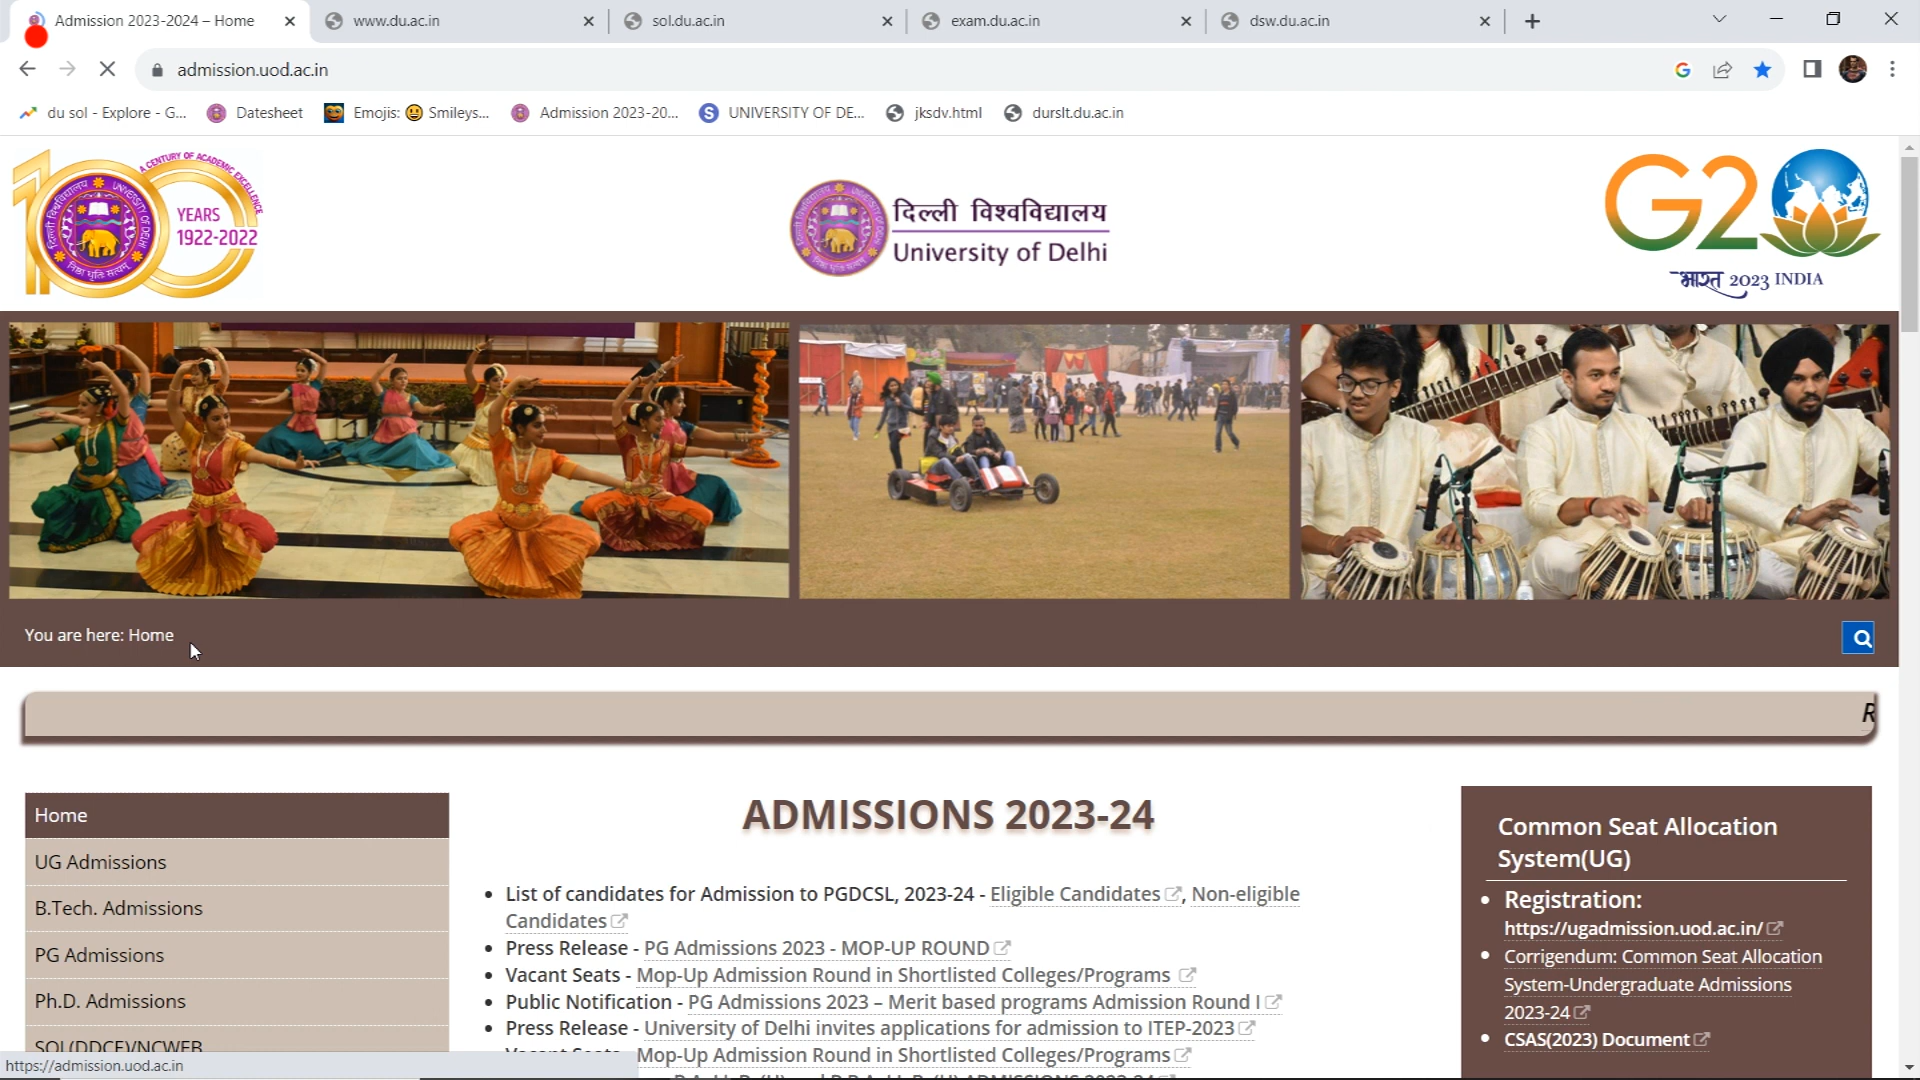 Admission 2023-2024 – Home
www.du.ac.in
sol.du.ac.in
exam.du.ac.in
dsw.du.ac.in
admission.uod.ac.in
du sol - Explore - G...
Datesheet
Emojis: 😃 Smileys...
Admission 2023-20...
UNIVERSITY OF DE...
jksdv.html
durslt.du.ac.in
A CENTURY OF ACADEMIC EXCELLENCE
100
YEARS
1922-2022
दिल्ली विश्वविद्यालय
University of Delhi
G20
भारत 2023 INDIA
You are here: Home
R
Home
UG Admissions
B.Tech. Admissions
PG Admissions
Ph.D. Admissions
SOL(DDCE)/NCWEB
https://admission.uod.ac.in
ADMISSIONS 2023-24
• List of candidates for Admission to PGDCSL, 2023-24 - Eligible Candidates, Non-eligible
Candidates
• Press Release - PG Admissions 2023 - MOP-UP ROUND
• Vacant Seats - Mop-Up Admission Round in Shortlisted Colleges/Programs
• Public Notification - PG Admissions 2023 – Merit based programs Admission Round I
• Press Release - University of Delhi invites applications for admission to ITEP-2023
Vacant Seats - Mop-Up Admission Round in Shortlisted Colleges/Programs
Common Seat Allocation
System(UG)
• Registration:
https://ugadmission.uod.ac.in/
• Corrigendum: Common Seat Allocation
System-Undergraduate Admissions
2023-24
• CSAS(2023) Document